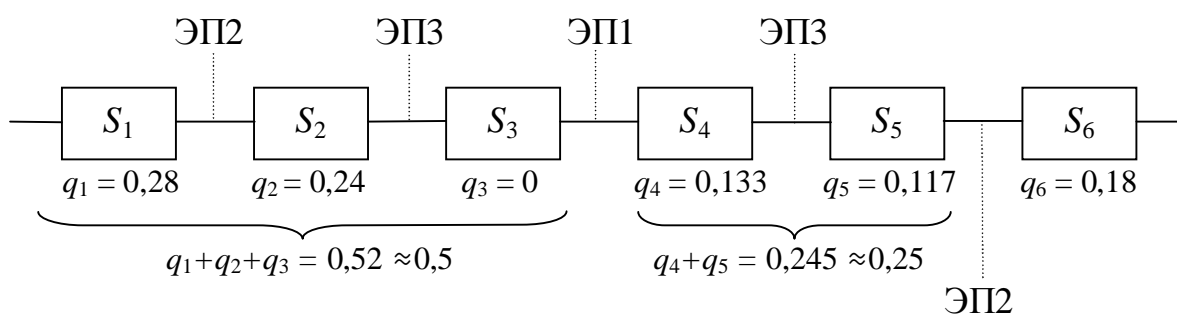 ЭП2 ЭП3 ЭП1 ЭП3
S₁ S₂ S₃ S₄ S₅ S₆
q₁ = 0,28 q₂ = 0,24 q₃ = 0 q₄ = 0,133 q₅ = 0,117 q₆ = 0,18
q₁+q₂+q₃ = 0,52 ≈0,5 q₄+q₅ = 0,245 ≈0,25
ЭП2